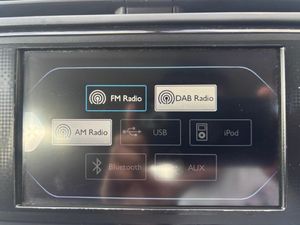 FM Radio
DAB Radio
AM Radio
USB
iPod
Bluetooth
AUX